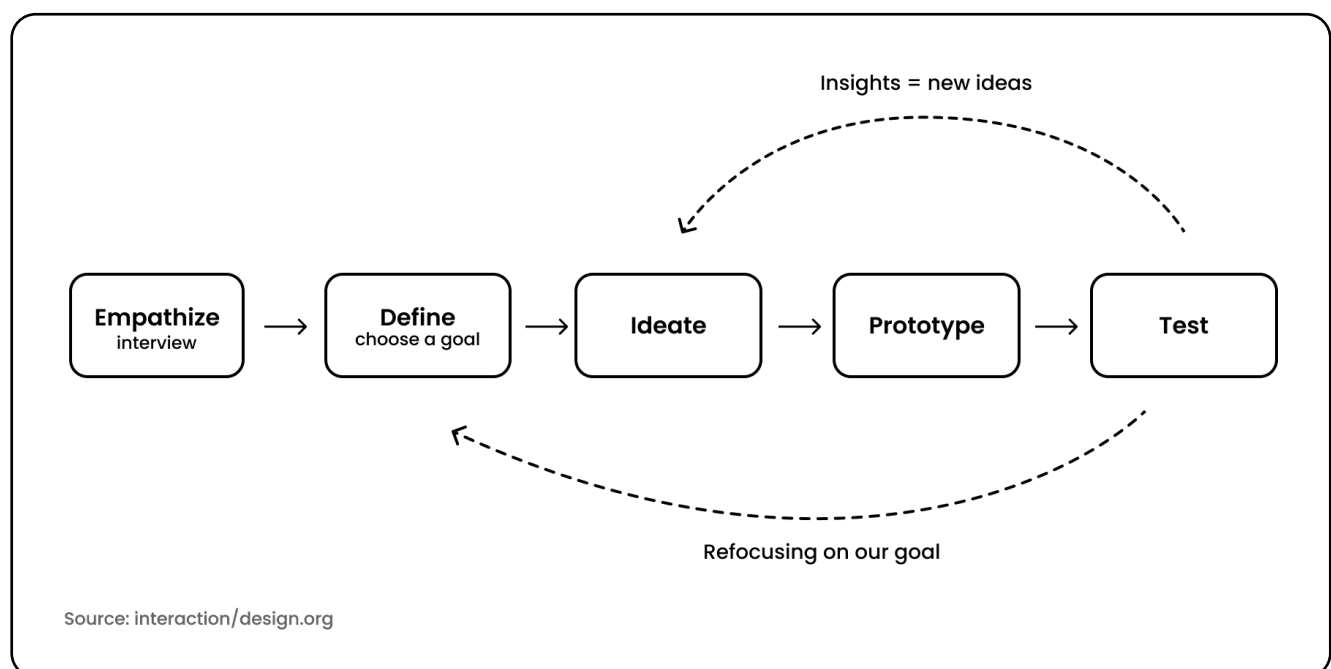 Insights = new ideas
Empathize
interview
Define
choose a goal
Ideate
Prototype
Test
Refocusing on our goal
Source: interaction/design.org